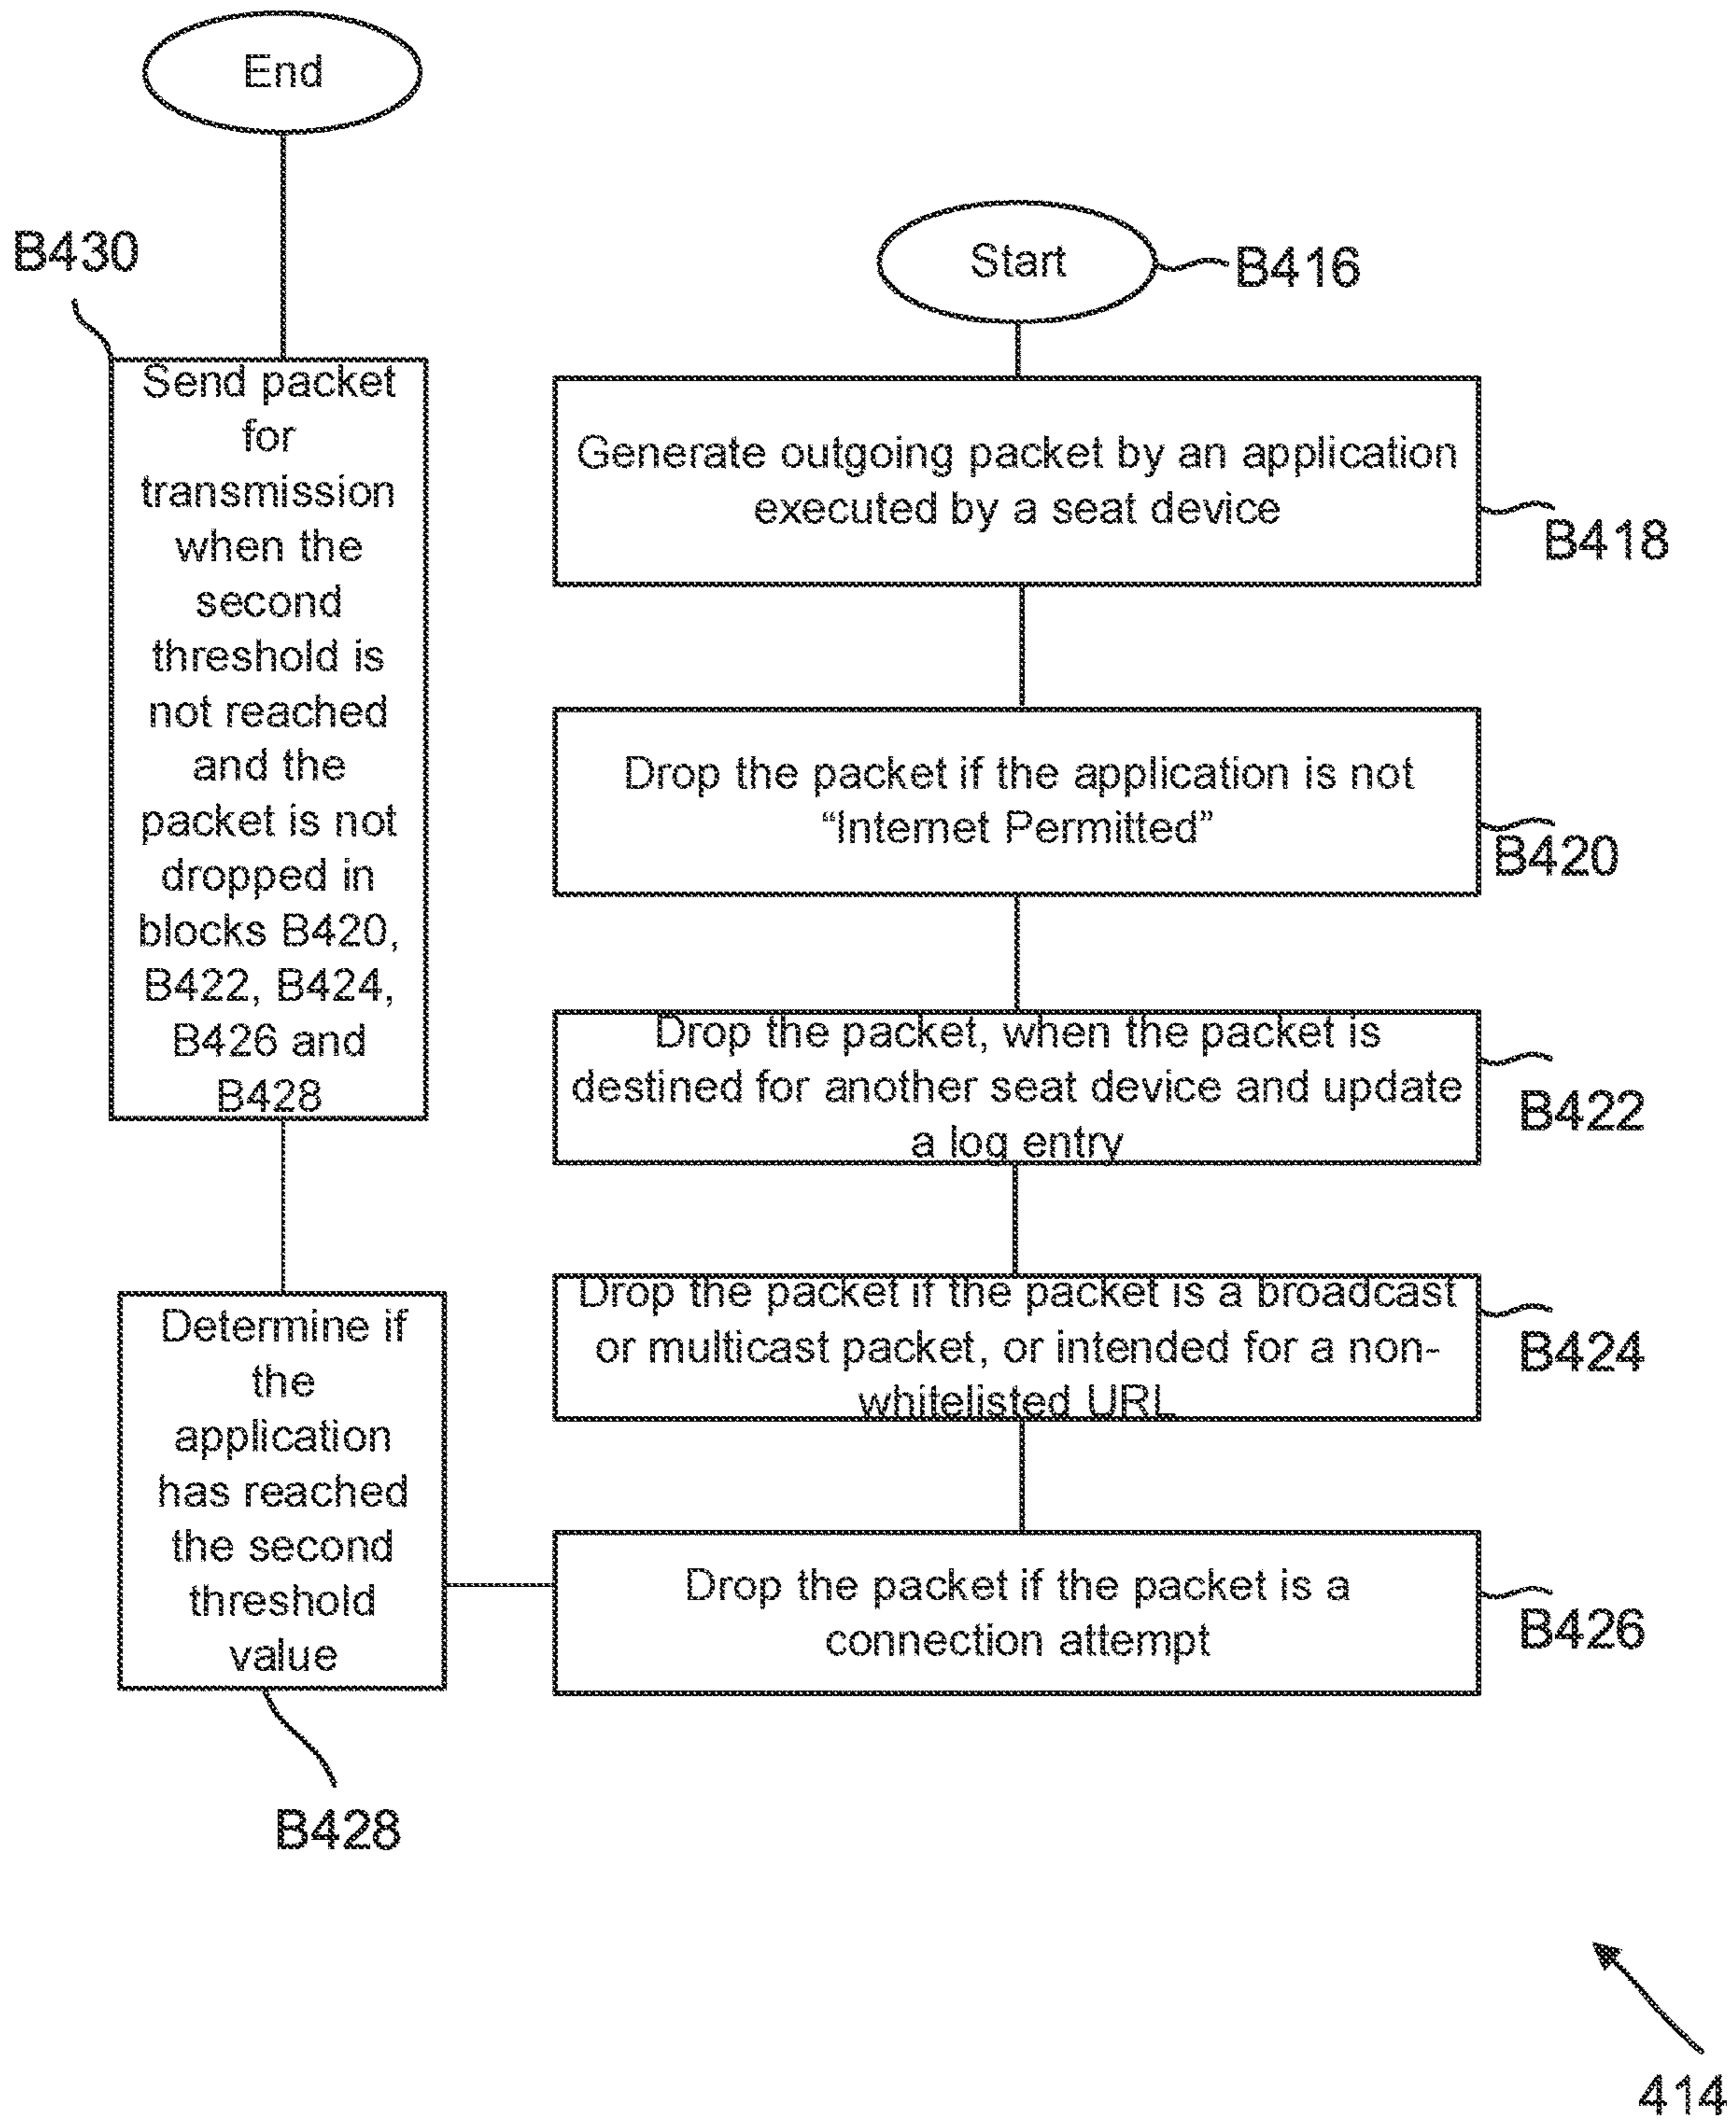 End
B430
Start
B416
Send packet
for
transmission
when the
second
threshold is
not reached
and the
packet is not
dropped in
blocks B420,
B422, B424,
B426 and
B428
Generate outgoing packet by an application
executed by a seat device
B418
Drop the packet if the application is not
“Internet Permitted”
B420
Drop the packet, when the packet is
destined for another seat device and update
a log entry
B422
Drop the packet if the packet is a broadcast
or multicast packet, or intended for a non-
whitelisted URL
B424
Drop the packet if the packet is a
connection attempt
B426
Determine if
the
application
has reached
the second
threshold
value
B428
414